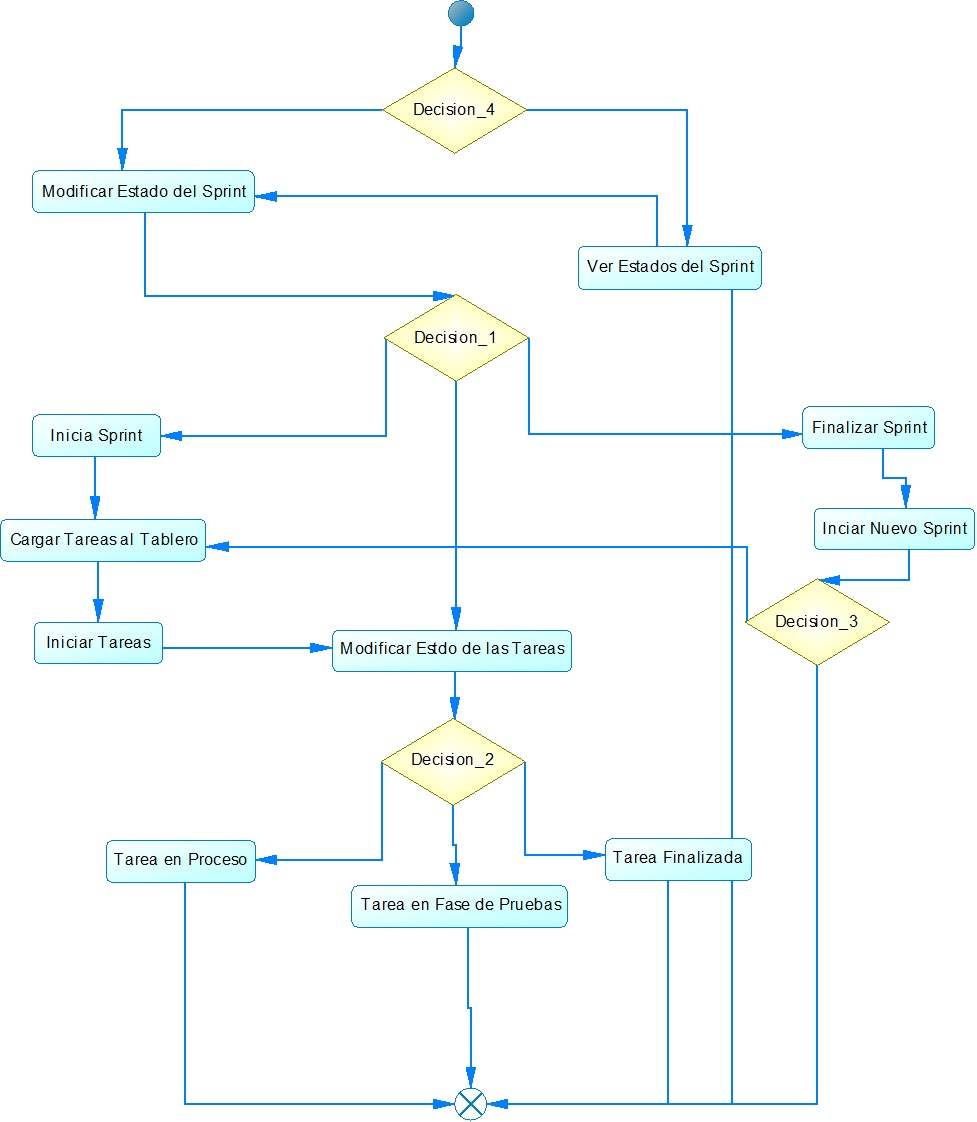 Decision_4
Modificar Estado del Sprint
Ver Estados del Sprint
Decision_1
Inicia Sprint
Finalizar Sprint
Cargar Tareas al Tablero
Inciar Nuevo Sprint
Decision_3
Iniciar Tareas
Modificar Estdo de las Tareas
Decision_2
Tarea en Proceso
Tarea Finalizada
Tarea en Fase de Pruebas